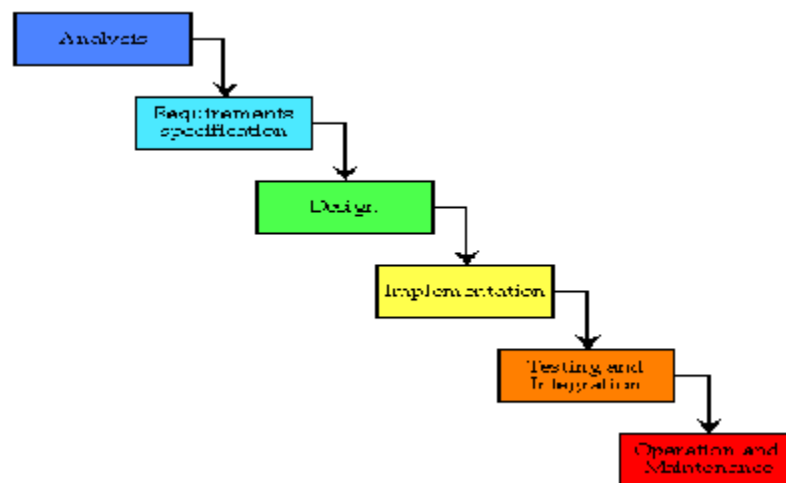 Analysis
Requirements
specification
Design
Implementation
Testing and
Integration
Operation and
Maintenance